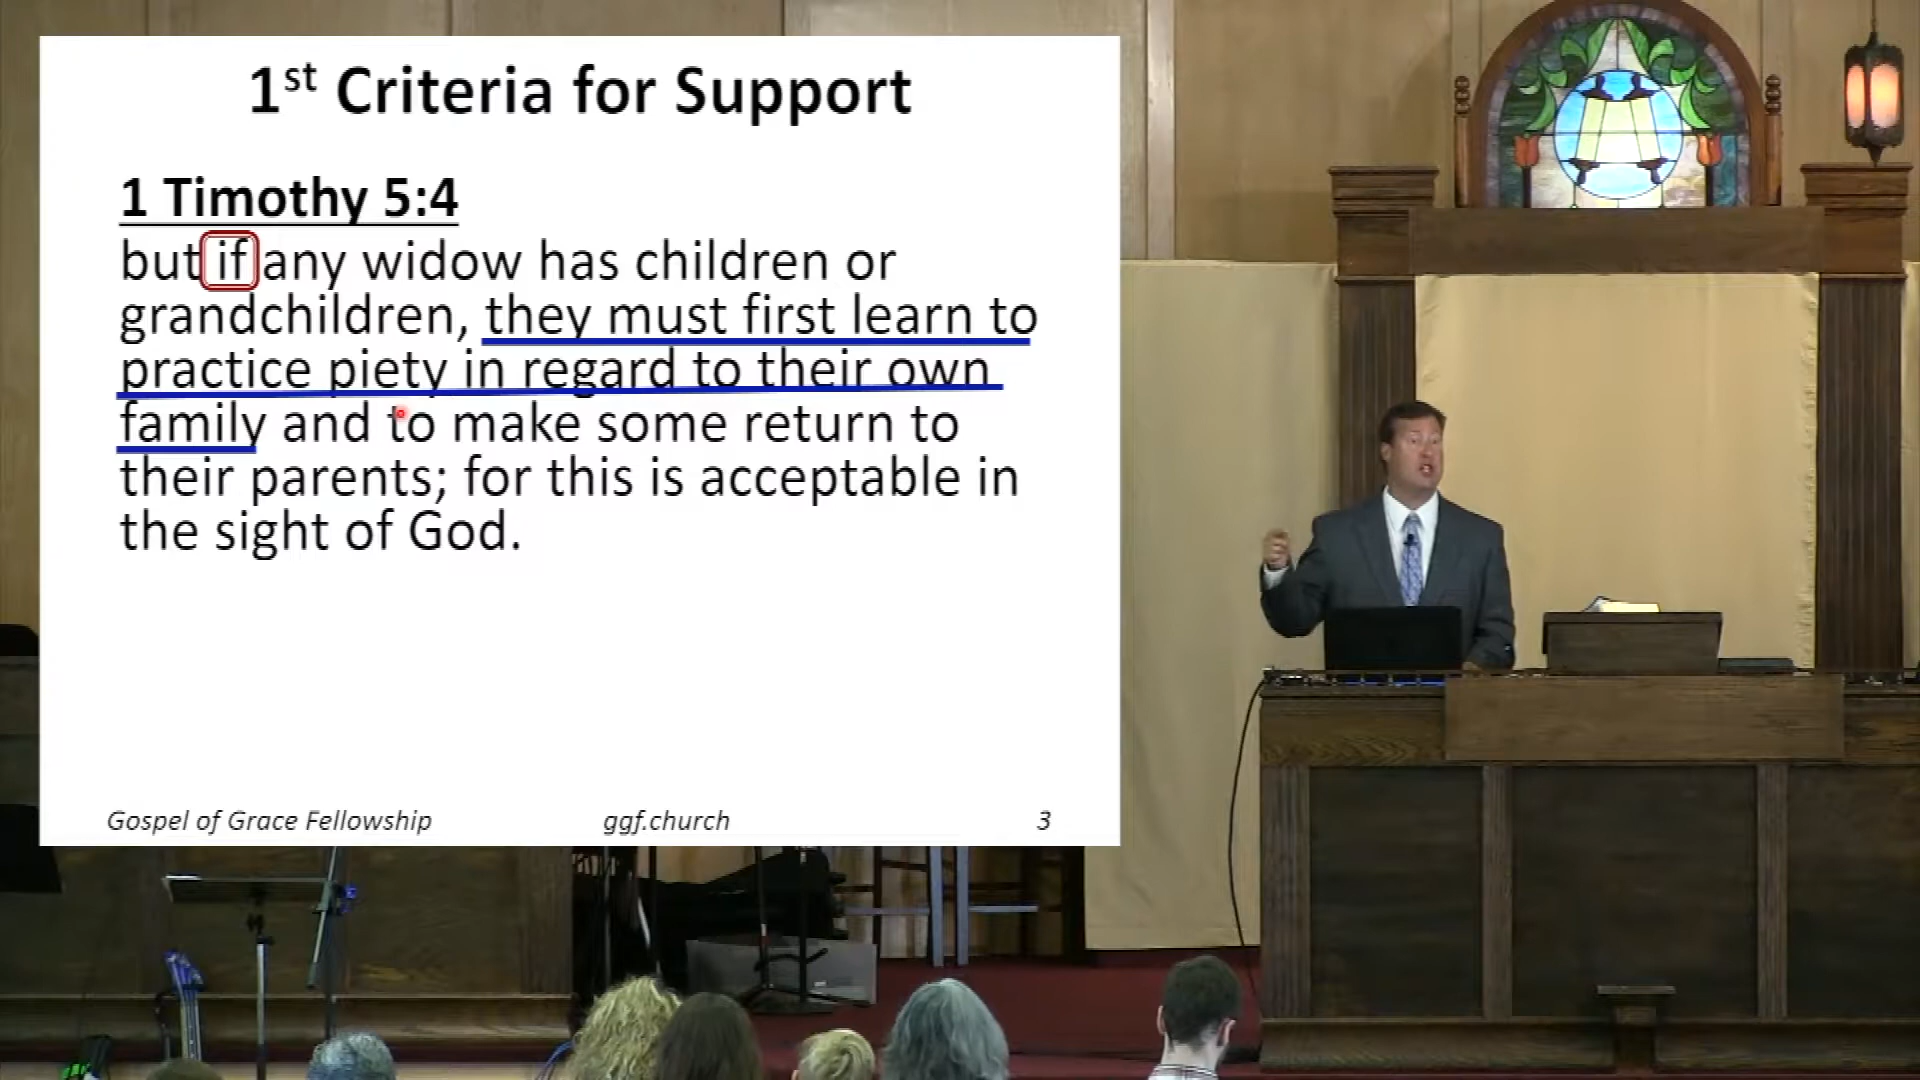 1st Criteria for Support
1 Timothy 5:4
but if any widow has children or
grandchildren, they must first learn to
practice piety in regard to their own
family and to make some return to
their parents; for this is acceptable in
the sight of God.
Gospel of Grace Fellowship ggf.church 3